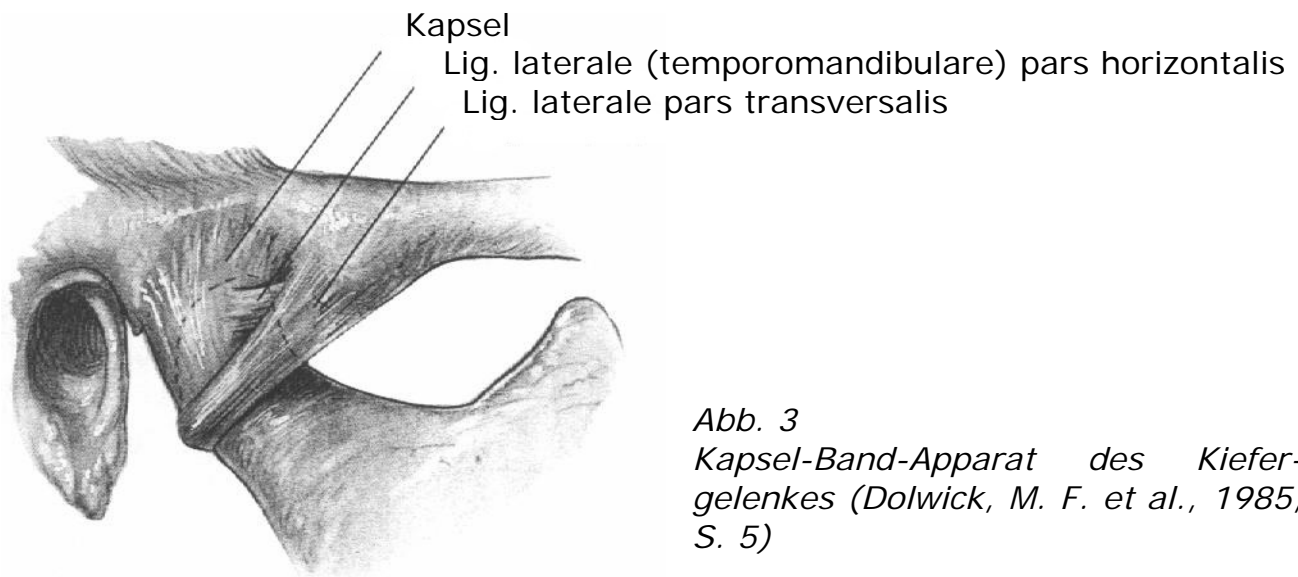 Kapsel
Lig. laterale (temporomandibulare) pars horizontalis
Lig. laterale pars transversalis
Abb. 3
Kapsel-Band-Apparat des Kiefer-
gelenkes (Dolwick, M. F. et al., 1985,
S. 5)